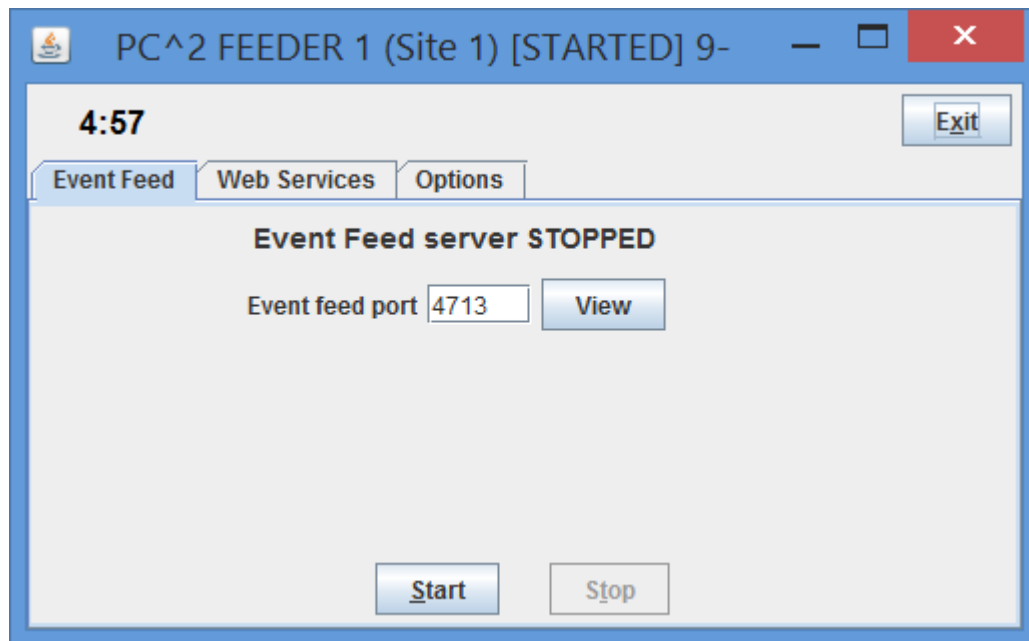 PC^2 FEEDER 1 (Site 1) [STARTED] 9-
4:57
Exit
Event Feed Web Services Options
Event Feed server STOPPED
Event feed port 4713 View
Start Stop